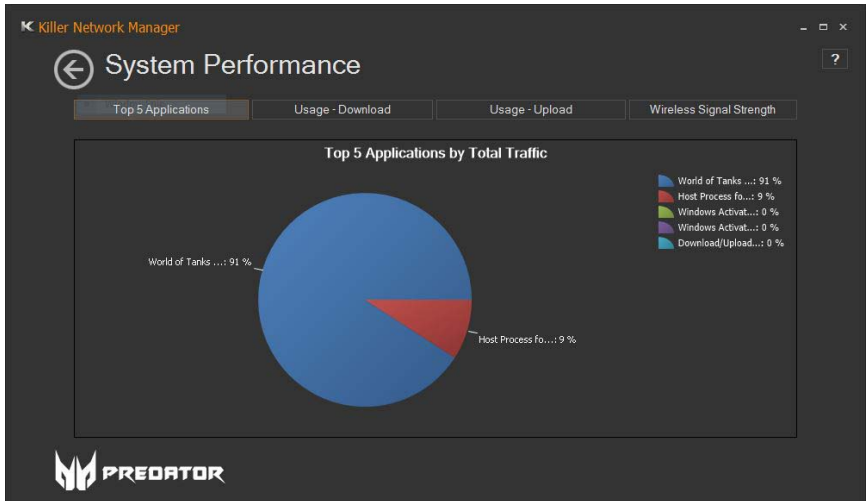 Killer Network Manager
System Performance
?
Top 5 Applications
Usage - Download
Usage - Upload
Wireless Signal Strength
Top 5 Applications by Total Traffic
World of Tanks ...: 91 %
Host Process fo...: 9 %
Windows Activat...: 0 %
Windows Activat...: 0 %
Download/Upload...: 0 %
World of Tanks ...: 91 %
Host Process fo...: 9 %
PREDATOR